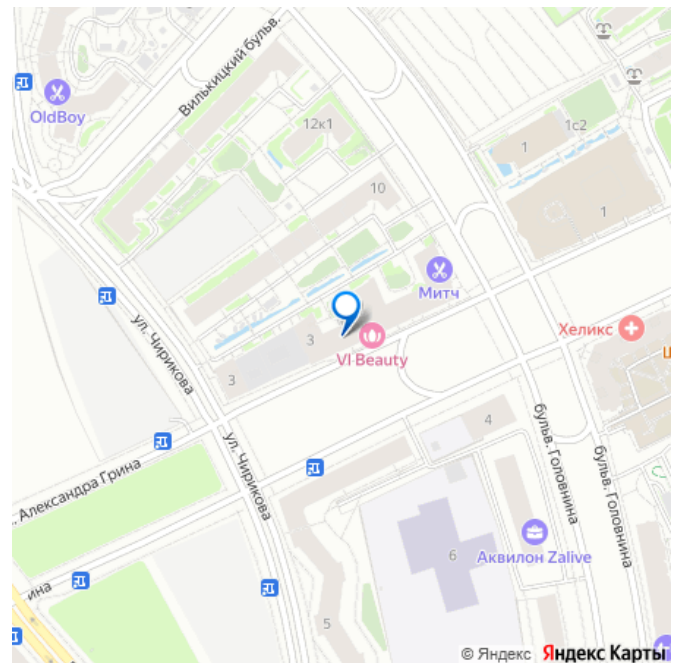 Вилькицкий бульв.
OldBoy
12к1
1с2
1
10
1
Митч
ул. Чирикова
Хеликс
3
VI Beauty
3
4
ул. Чирикова
бульв. Головнина
бульв. Головнина
. Александра Грина
Аквилон Zalive
6
ина
5
© Яндекс Яндекс Карты